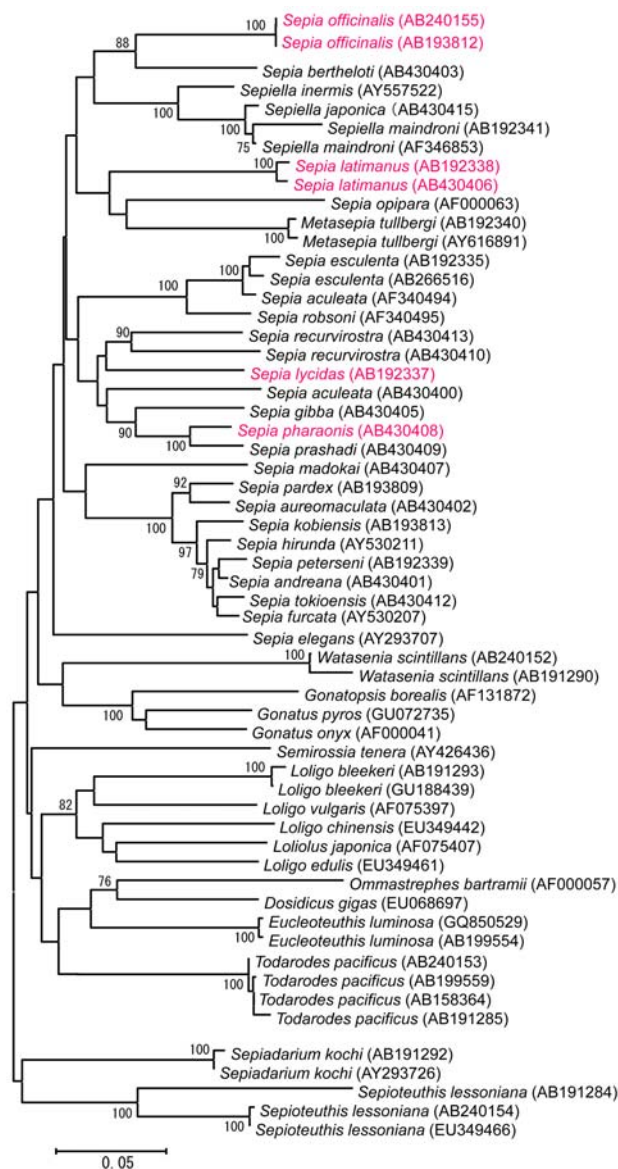 100 Sepia officinalis (AB240155)
Sepia officinalis (AB193812)
88
Sepia bertheloti (AB430403)
Sepiella inermis (AY557522)
100
Sepiella japonica (AB430415)
100 Sepiella maindroni (AB192341)
75 Sepiella maindroni (AF346853)
100 Sepia latimanus (AB192338)
Sepia latimanus (AB430406)
Sepia opipara (AF000063)
Metasepia tullbergi (AB192340)
100 Metasepia tullbergi (AY616891)
Sepia esculenta (AB192335)
100 Sepia esculenta (AB266516)
Sepia aculeata (AF340494)
100
Sepia robsoni (AF340495)
90 Sepia recurvirostra (AB430413)
Sepia recurvirostra (AB430410)
Sepia lycidas (AB192337)
Sepia aculeata (AB430400)
Sepia gibba (AB430405)
90 Sepia pharaonis (AB430408)
100 Sepia prashadi (AB430409)
Sepia madokai (AB430407)
92 Sepia pardex (AB193809)
Sepia aureomaculata (AB430402)
100
Sepia kobiensis (AB193813)
97 Sepia hirunda (AY530211)
79 Sepia peterseni (AB192339)
Sepia andreana (AB430401)
Sepia tokioensis (AB430412)
Sepia furcata (AY530207)
Sepia elegans (AY293707)
100 Watasenia scintillans (AB240152)
Watasenia scintillans (AB191290)
Gonatopsis borealis (AF131872)
100 Gonatus pyros (GU072735)
Gonatus onyx (AF000041)
Semirossia tenera (AY426436)
100 Loligo bleekeri (AB191293)
Loligo bleekeri (GU188439)
82 Loligo vulgaris (AF075397)
Loligo chinensis (EU349442)
Loliolus japonica (AF075407)
Loligo edulis (EU349461)
76 Ommastrephes bartramii (AF000057)
Dosidicus gigas (EU068697)
Eucleoteuthis luminosa (GQ850529)
100 Eucleoteuthis luminosa (AB199554)
Todarodes pacificus (AB240153)
100 Todarodes pacificus (AB199559)
Todarodes pacificus (AB158364)
Todarodes pacificus (AB191285)
100 Sepiadarium kochi (AB191292)
Sepiadarium kochi (AY293726)
Sepioteuthis lessoniana (AB191284)
100 100 Sepioteuthis lessoniana (AB240154)
Sepioteuthis lessoniana (EU349466)
0.05